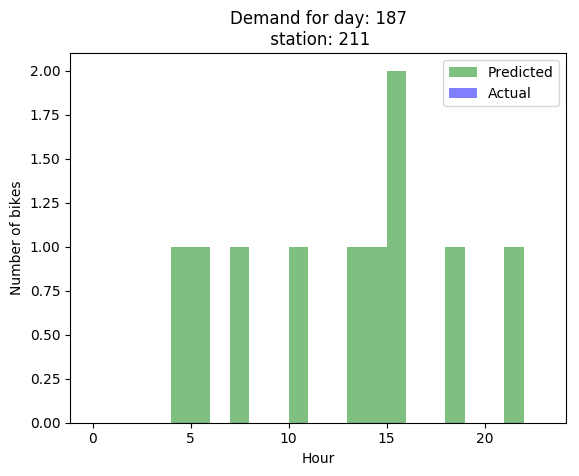 Demand for day: 187
station: 211
Predicted
Actual
Number of bikes
2.00
1.75
1.50
1.25
1.00
0.75
0.50
0.25
0.00
0 5 10 15 20
Hour